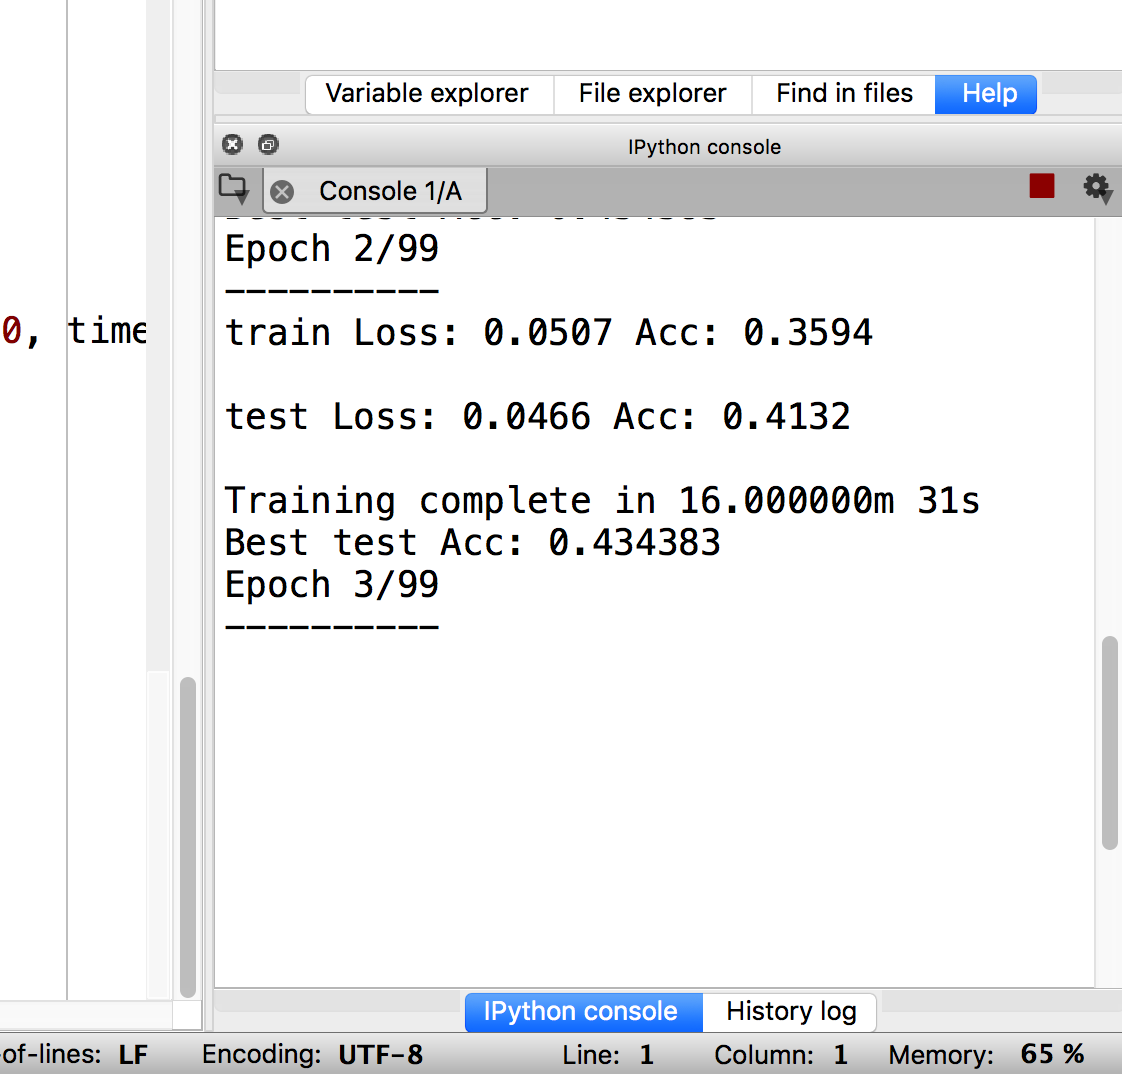 Variable explorer File explorer Find in files Help
IPython console
Console 1/A
Epoch 2/99
----------
train Loss: 0.0507 Acc: 0.3594
test Loss: 0.0466 Acc: 0.4132
Training complete in 16.000000m 31s
Best test Acc: 0.434383
Epoch 3/99
----------
0, time
IPython console History log
-of-lines: LF Encoding: UTF-8 Line: 1 Column: 1 Memory: 65 %